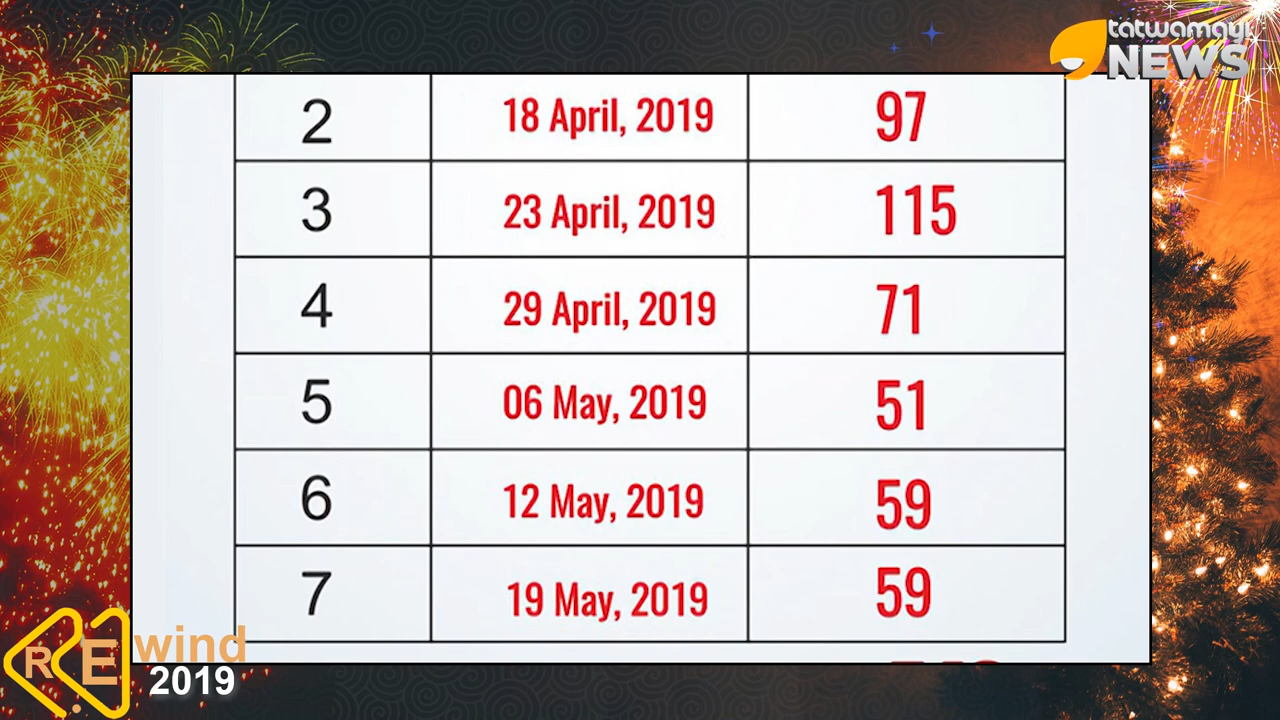 tatwamayi
NEWS
2 18 April, 2019 97
3 23 April, 2019 115
4 29 April, 2019 71
5 06 May, 2019 51
6 12 May, 2019 59
7 19 May, 2019 59
REwind
2019